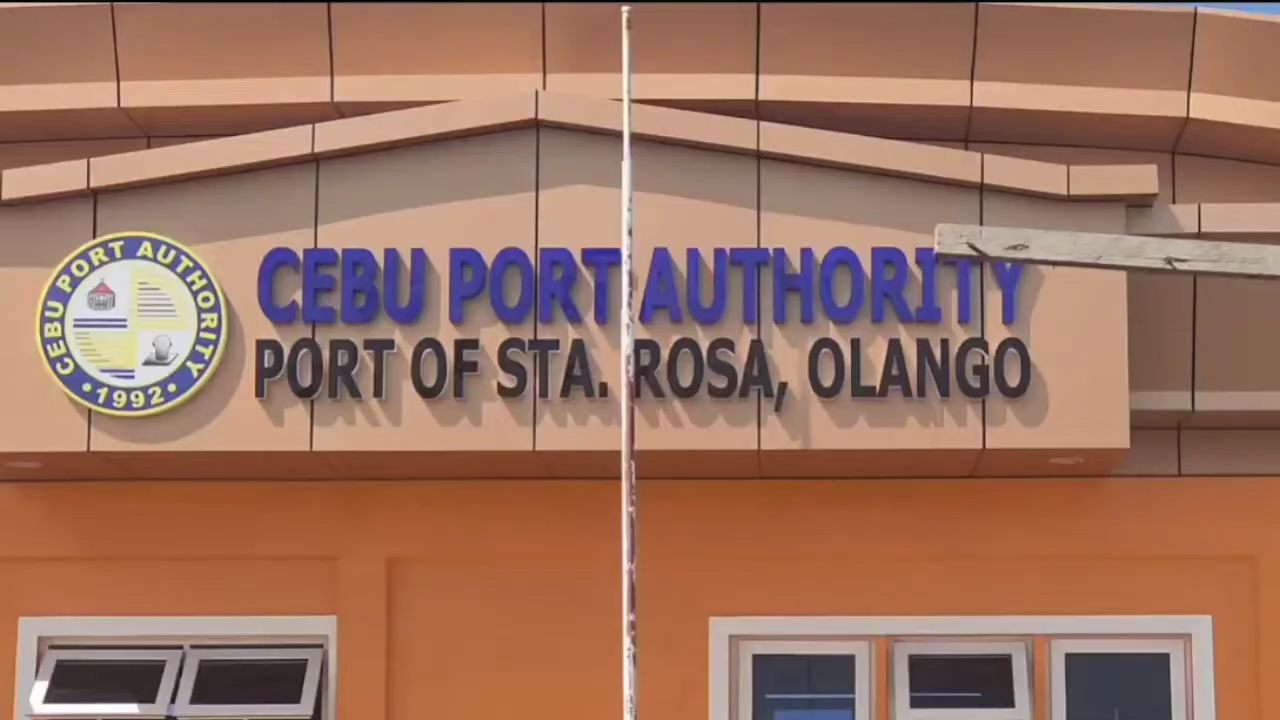 CEBU PORT AUTHORITY
1992
CEBU PORT AUTHORITY
PORT OF STA. ROSA, OLANGO